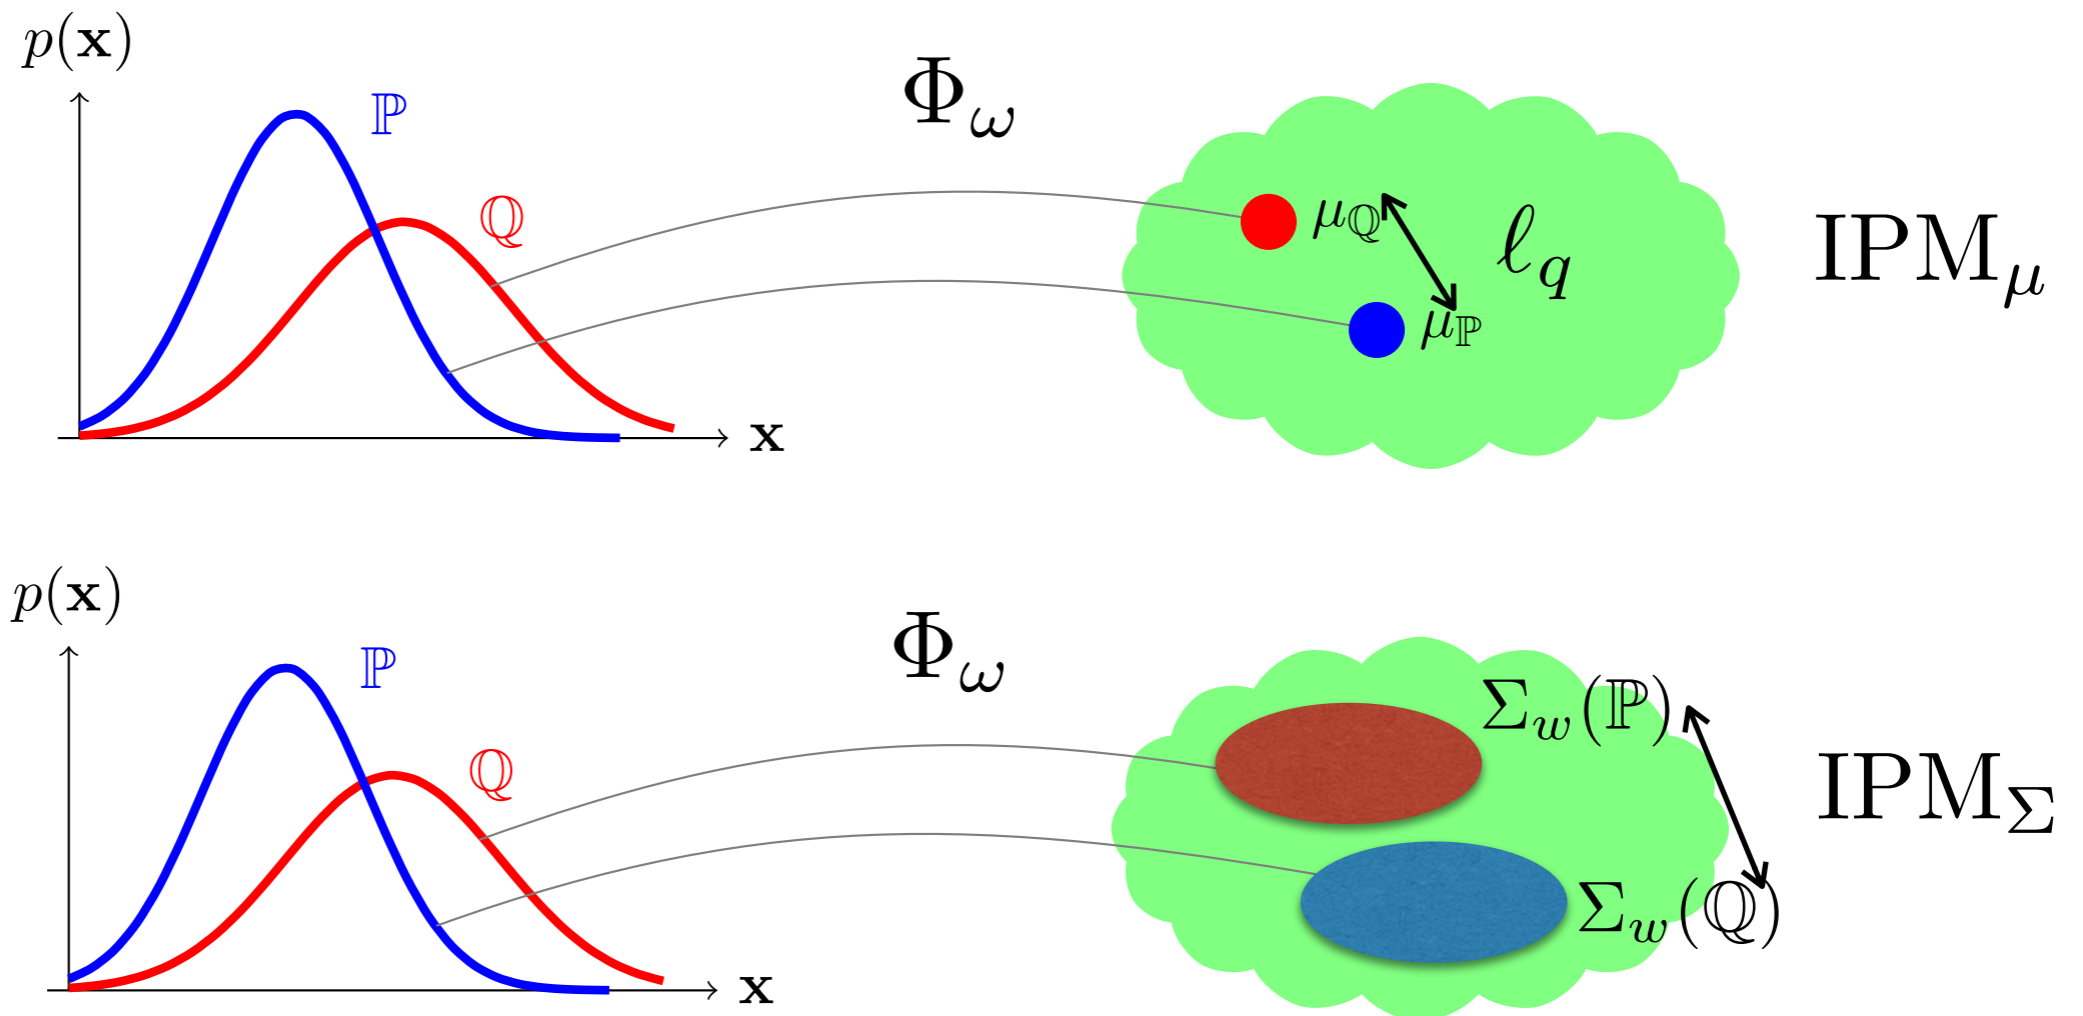 p(𝐱)
ℙ
ℚ
Φ_ω
μ_ℚ
ℓ_q
μ_ℙ
IPM_μ
𝐱
p(𝐱)
ℙ
ℚ
Φ_ω
Σ_w(ℙ)
Σ_w(ℚ)
IPM_Σ
𝐱